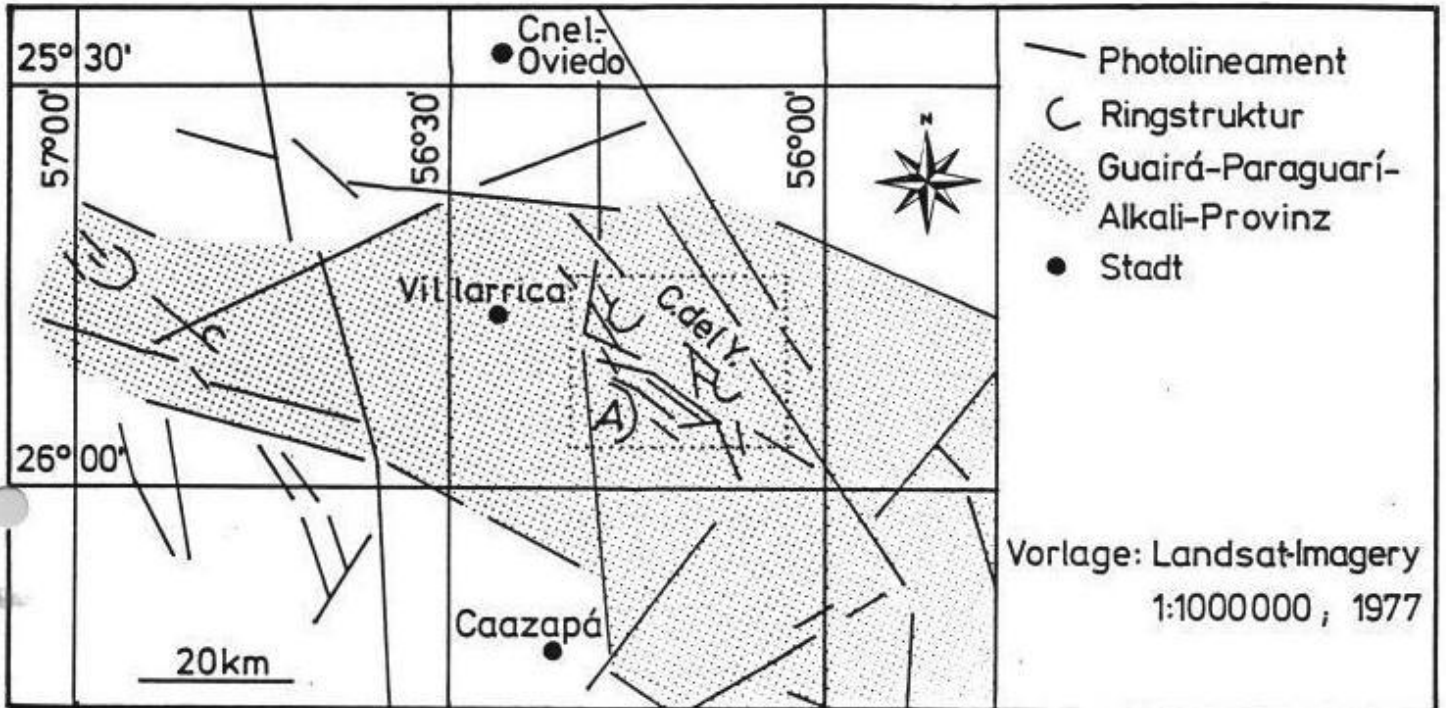 Cnel.-
Oviedo
25° 30'
57°00'
56°30'
56°00'
N
Villarrica
C.del Y.
A
26° 00'
Caazapá
20km
Photolineament
Ringstruktur
Guairá-Paraguarí-
Alkali-Provinz
Stadt
Vorlage: Landsat-Imagery
1:1000000 ; 1977